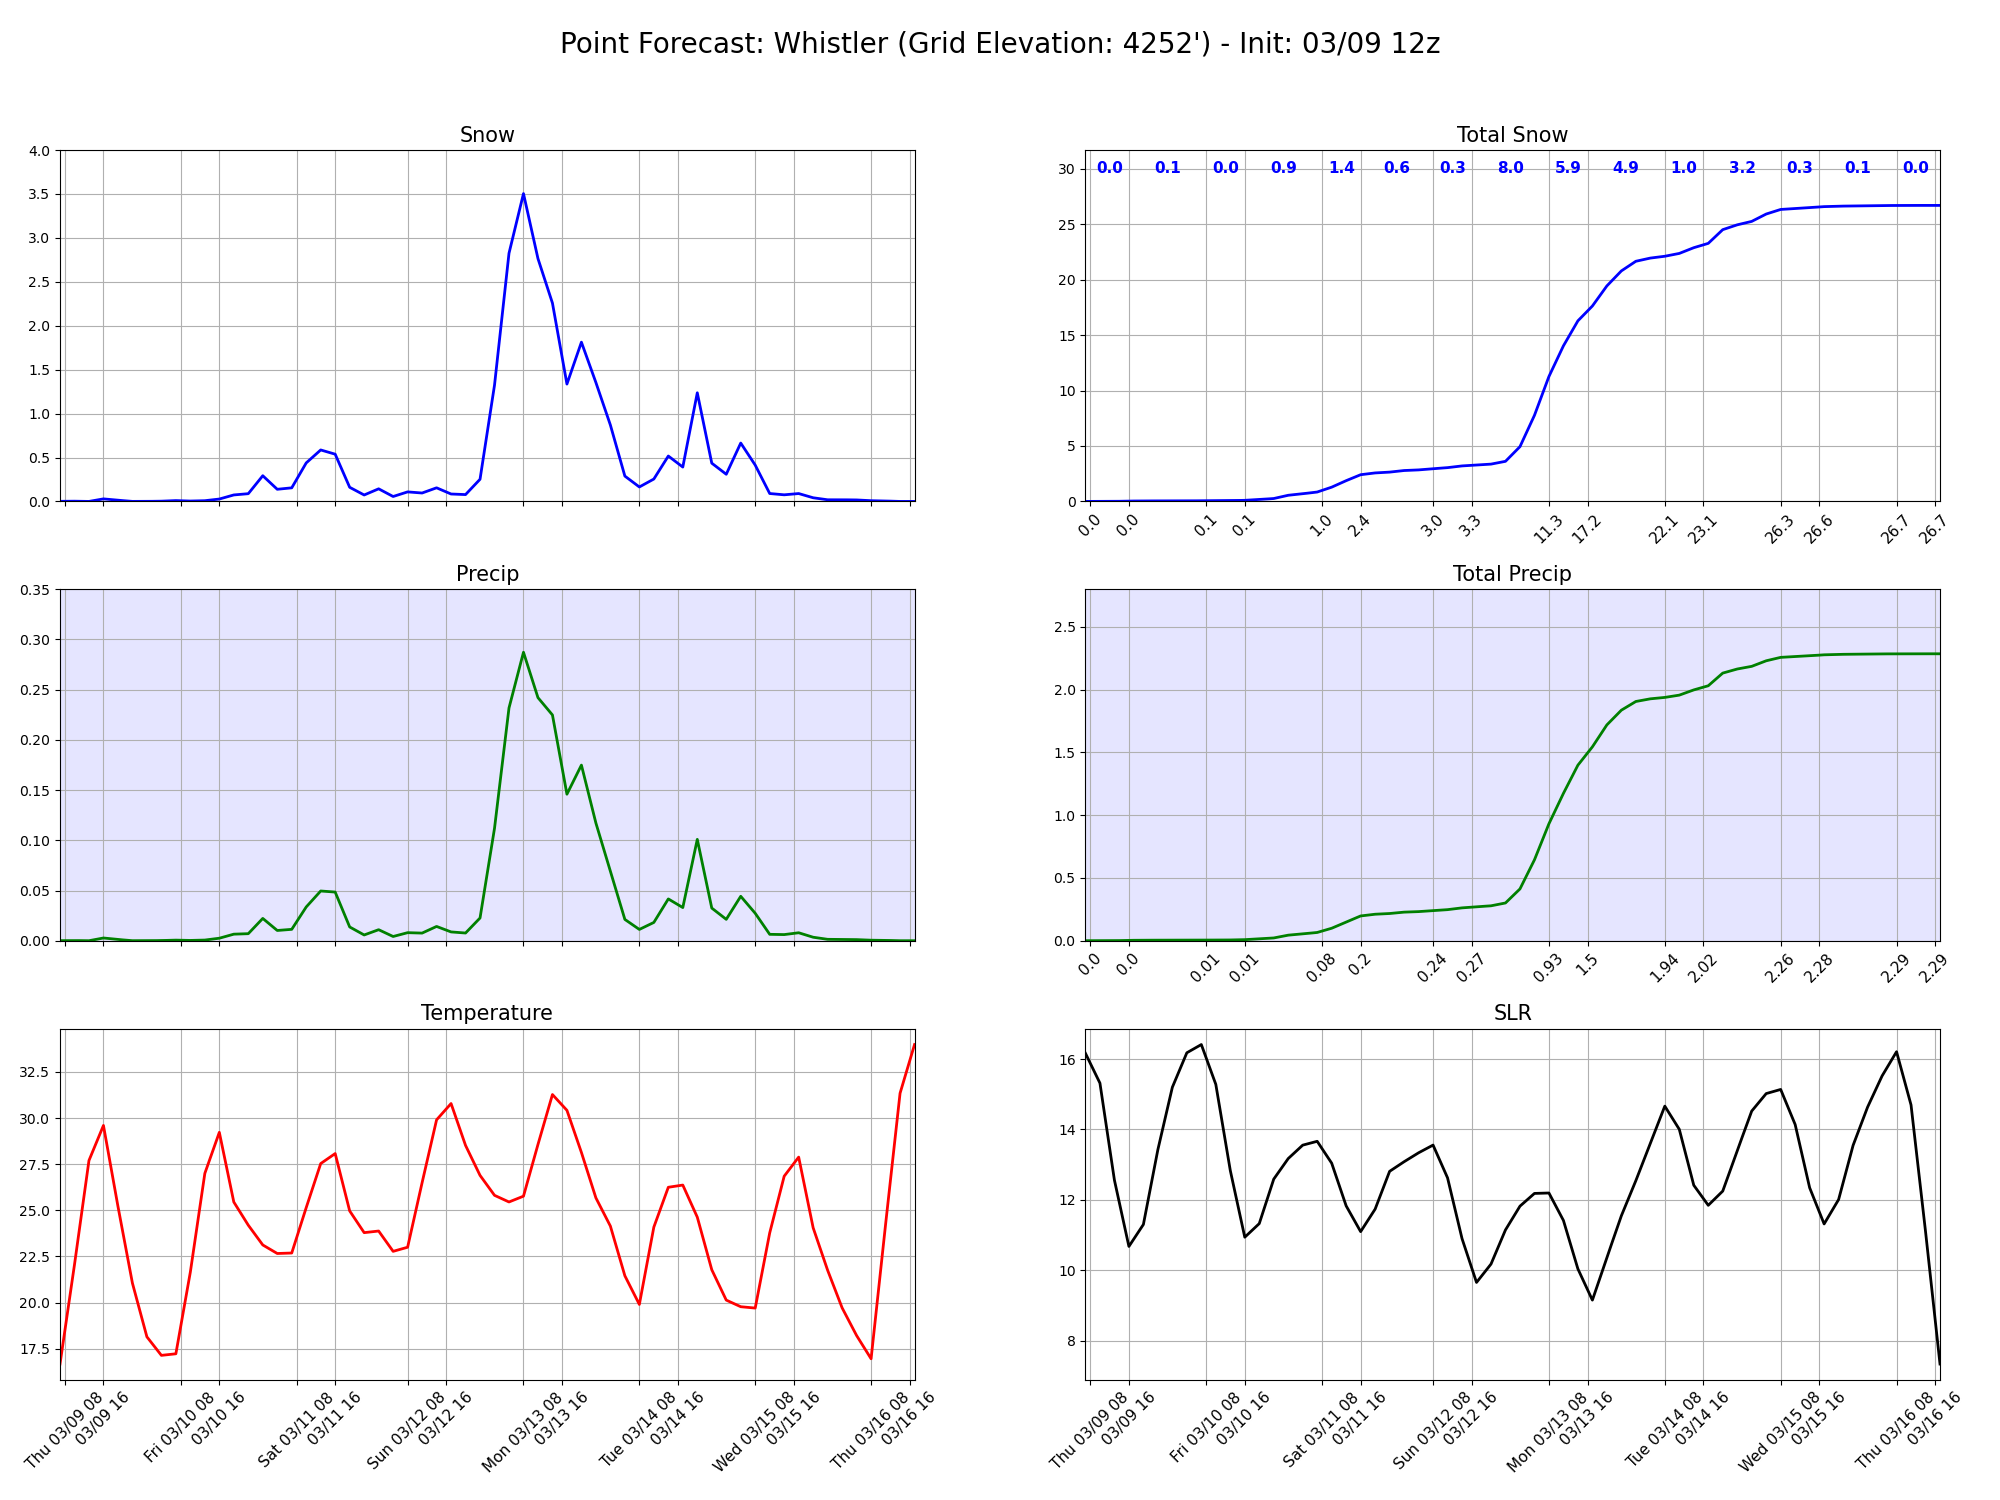 Point Forecast: Whistler (Grid Elevation: 4252') - Init: 03/09 12z
Snow
4.0
3.5
3.0
2.5
2.0
1.5
1.0
0.5
0.0
Total Snow
0.0 0.1 0.0 0.9 1.4 0.6 0.3 8.0 5.9 4.9 1.0 3.2 0.3 0.1 0.0
30
25
20
15
10
5
0
0.0 0.0 0.1 0.1 1.0 2.4 3.0 3.3 11.3 17.2 22.1 23.1 26.3 26.6 26.7 26.7
Precip
0.35
0.30
0.25
0.20
0.15
0.10
0.05
0.00
Total Precip
2.5
2.0
1.5
1.0
0.5
0.0
0.0 0.0 0.01 0.01 0.08 0.2 0.24 0.27 0.93 1.5 1.94 2.02 2.26 2.28 2.29 2.29
Temperature
32.5
30.0
27.5
25.0
22.5
20.0
17.5
Thu 03/09 08
03/09 16
Fri 03/10 08
03/10 16
Sat 03/11 08
03/11 16
Sun 03/12 08
03/12 16
Mon 03/13 08
03/13 16
Tue 03/14 08
03/14 16
Wed 03/15 08
03/15 16
Thu 03/16 08
03/16 16
SLR
16
14
12
10
8
Thu 03/09 08
03/09 16
Fri 03/10 08
03/10 16
Sat 03/11 08
03/11 16
Sun 03/12 08
03/12 16
Mon 03/13 08
03/13 16
Tue 03/14 08
03/14 16
Wed 03/15 08
03/15 16
Thu 03/16 08
03/16 16